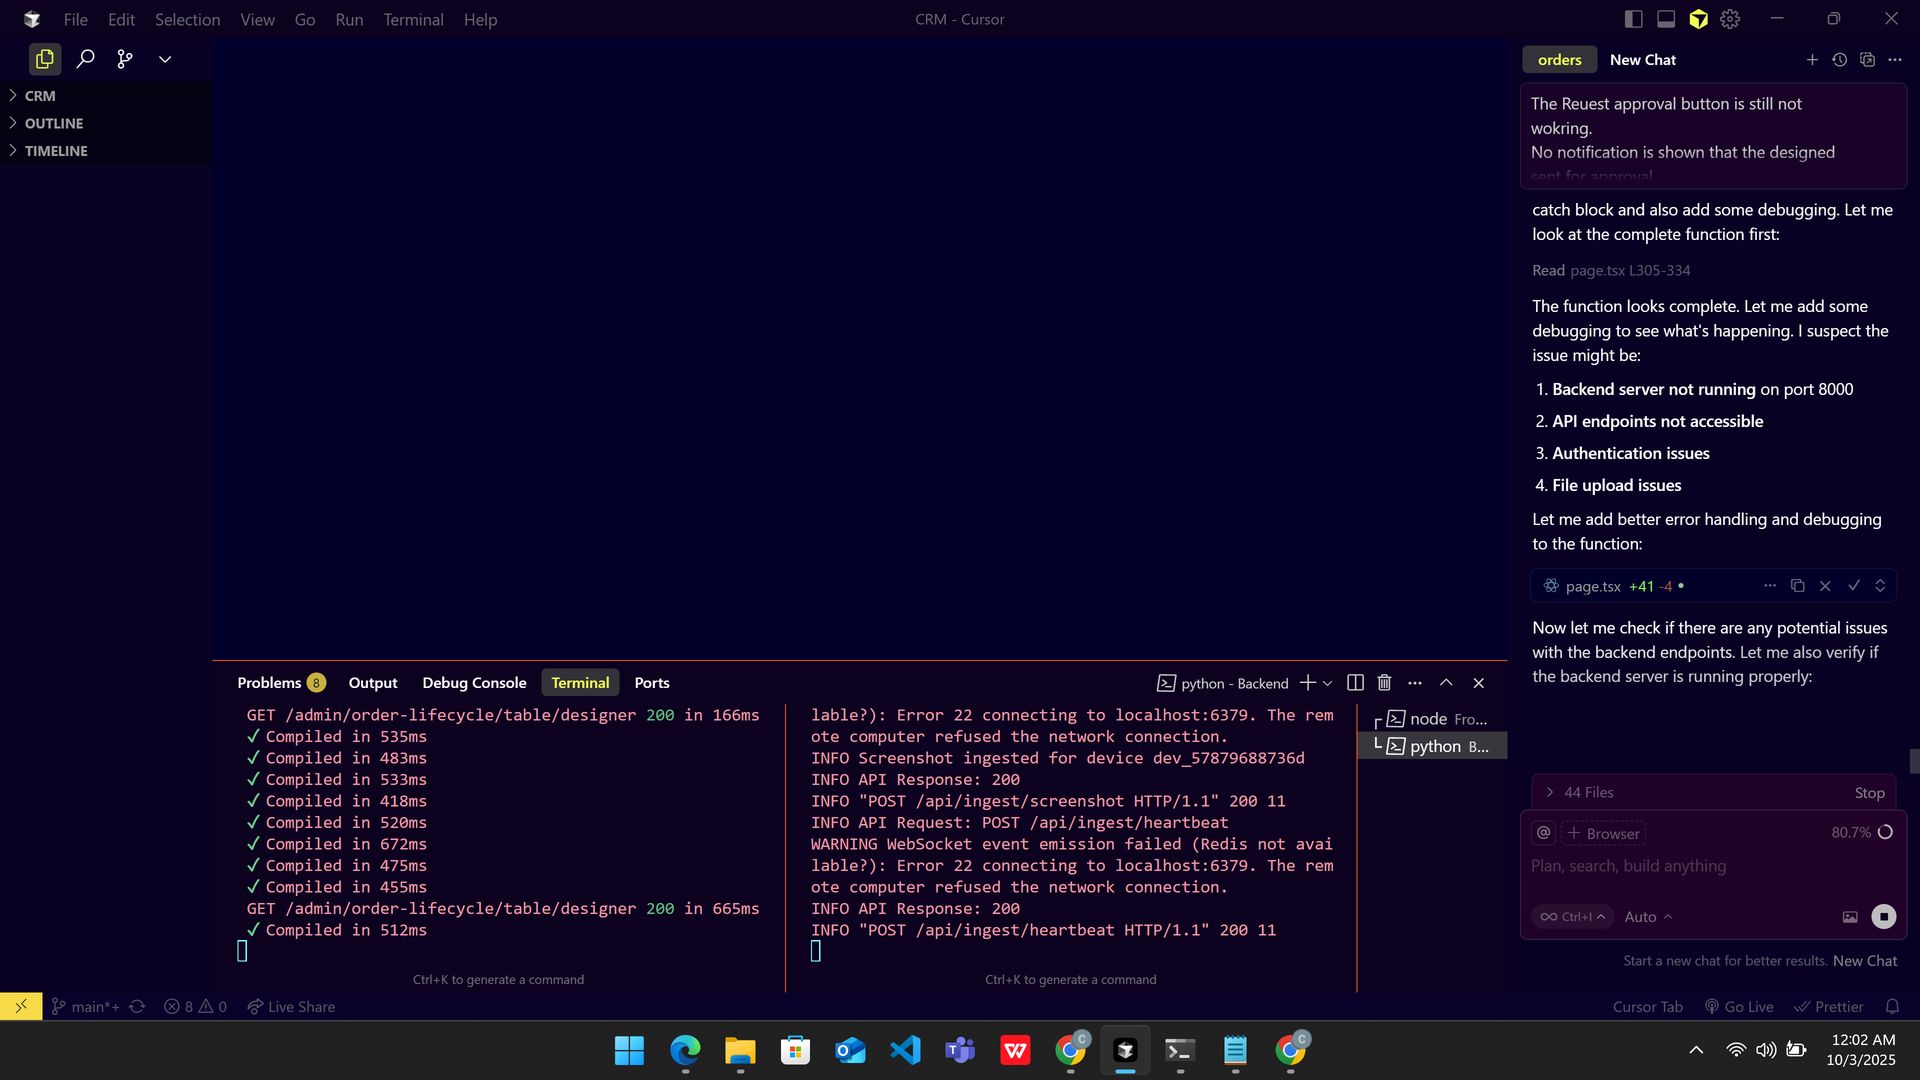 File Edit Selection View Go Run Terminal Help
CRM - Cursor
CRM
OUTLINE
TIMELINE
Problems 8 Output Debug Console Terminal Ports
python - Backend
GET /admin/order-lifecycle/table/designer 200 in 166ms
✓ Compiled in 535ms
✓ Compiled in 483ms
✓ Compiled in 533ms
✓ Compiled in 418ms
✓ Compiled in 520ms
✓ Compiled in 672ms
✓ Compiled in 475ms
✓ Compiled in 455ms
GET /admin/order-lifecycle/table/designer 200 in 665ms
✓ Compiled in 512ms
Ctrl+K to generate a command
lable?): Error 22 connecting to localhost:6379. The rem
ote computer refused the network connection.
INFO Screenshot ingested for device dev_57879688736d
INFO API Response: 200
INFO "POST /api/ingest/screenshot HTTP/1.1" 200 11
INFO API Request: POST /api/ingest/heartbeat
WARNING WebSocket event emission failed (Redis not avai
lable?): Error 22 connecting to localhost:6379. The rem
ote computer refused the network connection.
INFO API Response: 200
INFO "POST /api/ingest/heartbeat HTTP/1.1" 200 11
Ctrl+K to generate a command
node Fro...
python B...
orders New Chat
The Reuest approval button is still not
wokring.
No notification is shown that the designed
sent for approval
catch block and also add some debugging. Let me
look at the complete function first:
Read page.tsx L305-334
The function looks complete. Let me add some
debugging to see what's happening. I suspect the
issue might be:
1. Backend server not running on port 8000
2. API endpoints not accessible
3. Authentication issues
4. File upload issues
Let me add better error handling and debugging
to the function:
page.tsx +41 -4
Now let me check if there are any potential issues
with the backend endpoints. Let me also verify if
the backend server is running properly:
44 Files Stop
@ + Browser 80.7%
Plan, search, build anything
∞ Ctrl+I Auto
Start a new chat for better results. New Chat
main*+ 8 0 Live Share
Cursor Tab Go Live Prettier
12:02 AM
10/3/2025